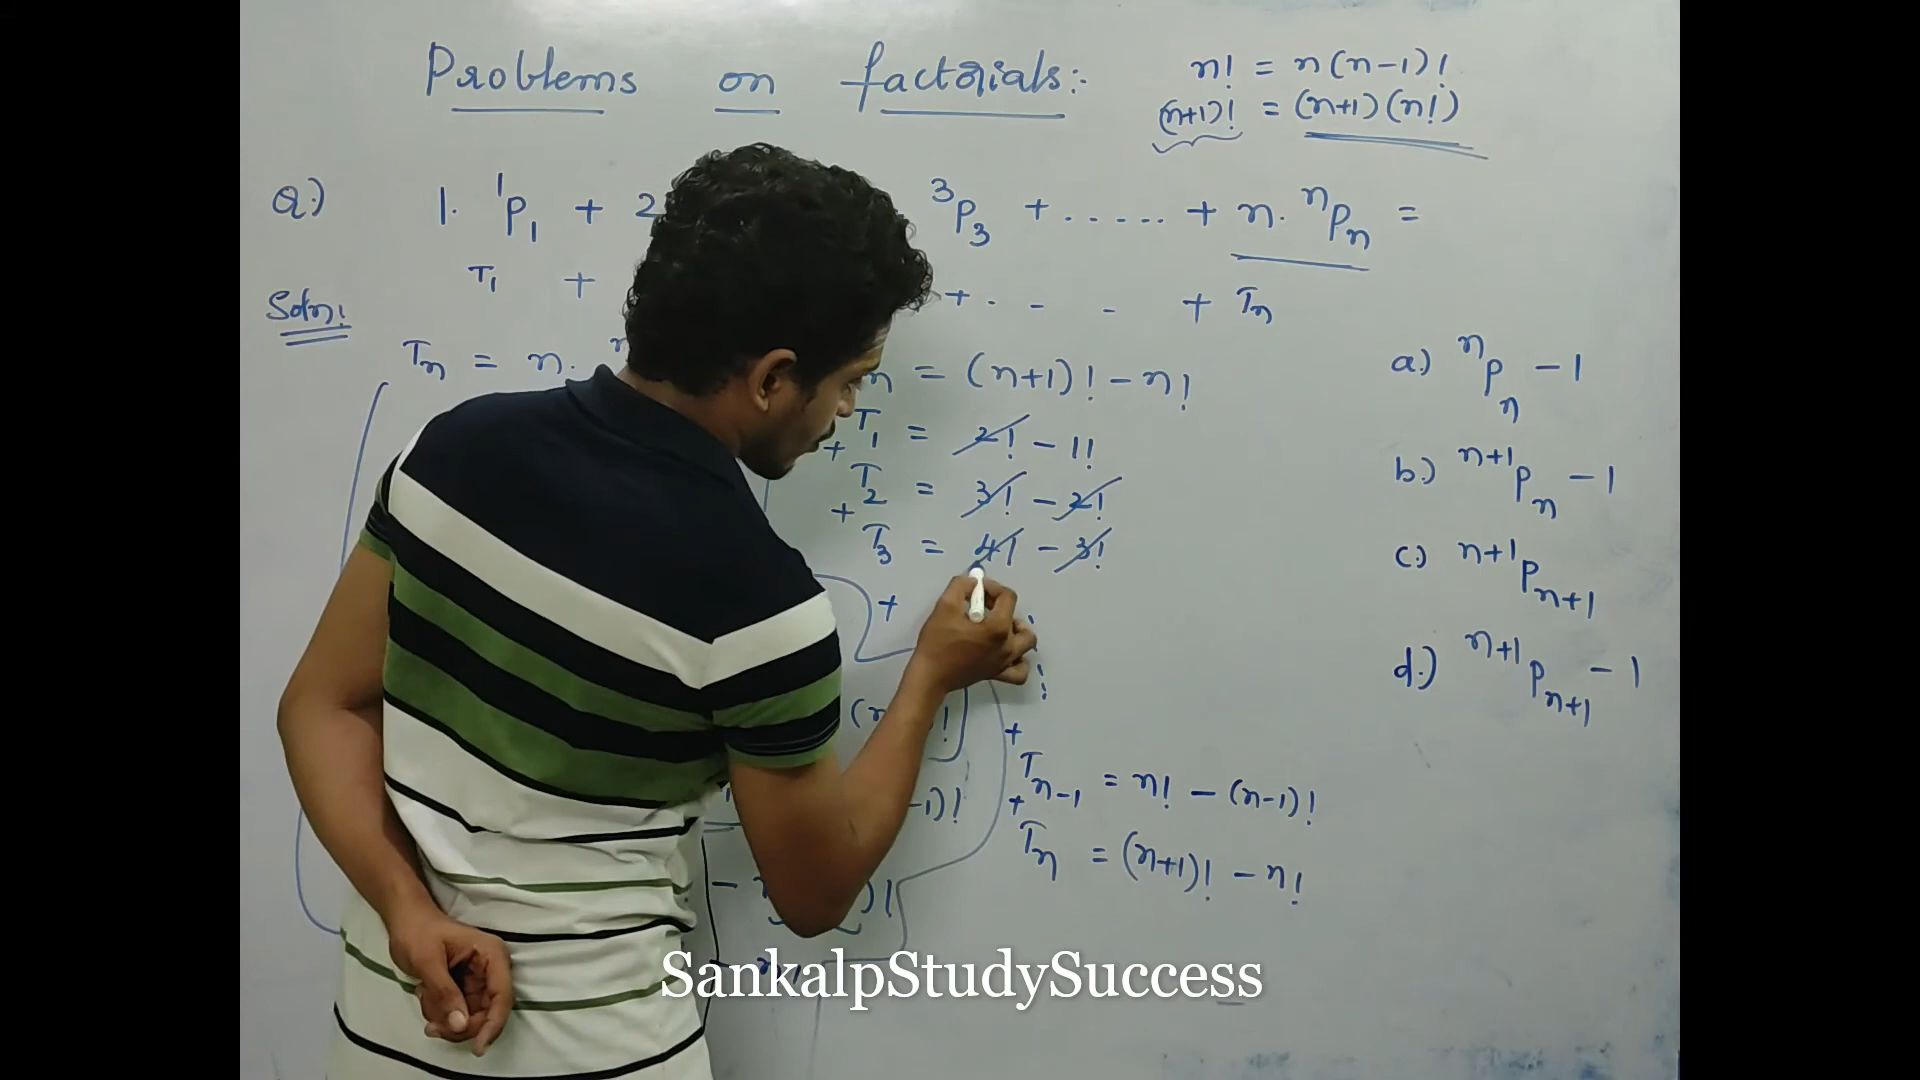 Problems on factorials:-
n! = n(n-1)!
(n+1)! = (n+1)(n!)
Q.) 1. ¹P₁ + 2 ³P₃ + ...... + n. ⁿPₙ =
T₁ + + . - - + Tₙ
Soln:
Tₙ = n. n = (n+1)! - n!
T₁ = 2! - 1!
+ T₂ = 3! - 2!
+ T₃ = 4! - 3!
+
+
Tₙ₋₁ = n! - (n-1)!
+ Tₙ = (n+1)! - n!
a.) ⁿPₙ - 1
b.) ⁿ⁺¹Pₙ - 1
c.) ⁿ⁺¹Pₙ₊₁
d.) ⁿ⁺¹Pₙ₊₁ - 1
SankalpStudySuccess